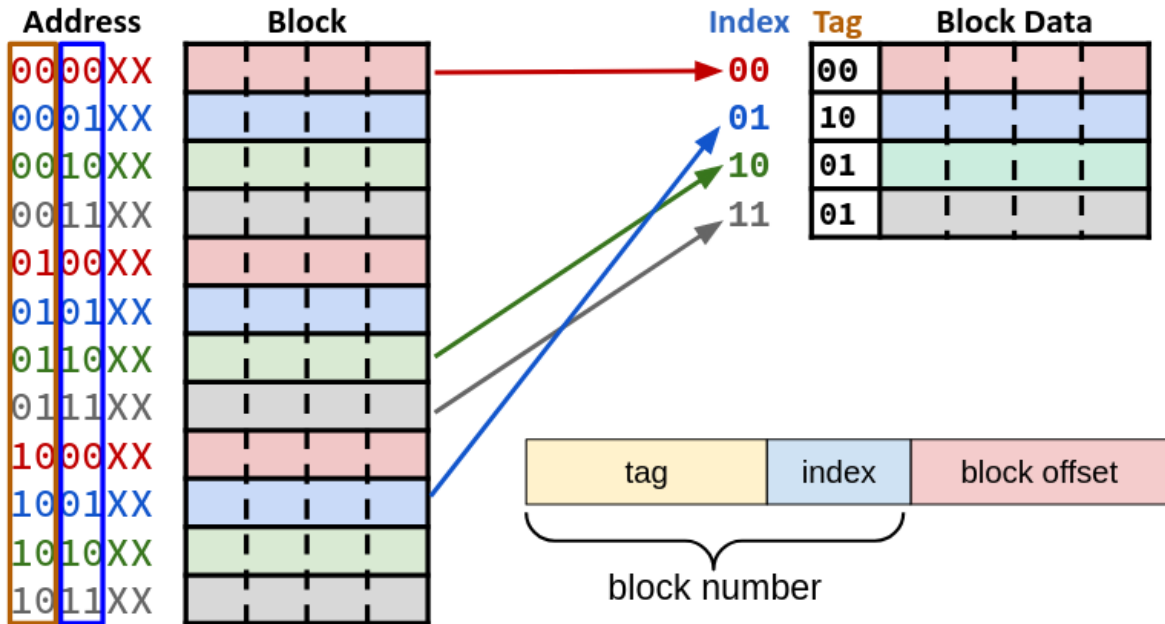 Address Block Index Tag Block Data
0000XX 00 00
0001XX 01 10
0010XX 10 01
0011XX 11 01
0100XX
0101XX
0110XX
0111XX
1000XX
tag index block offset
1001XX
1010XX
block number
1011XX